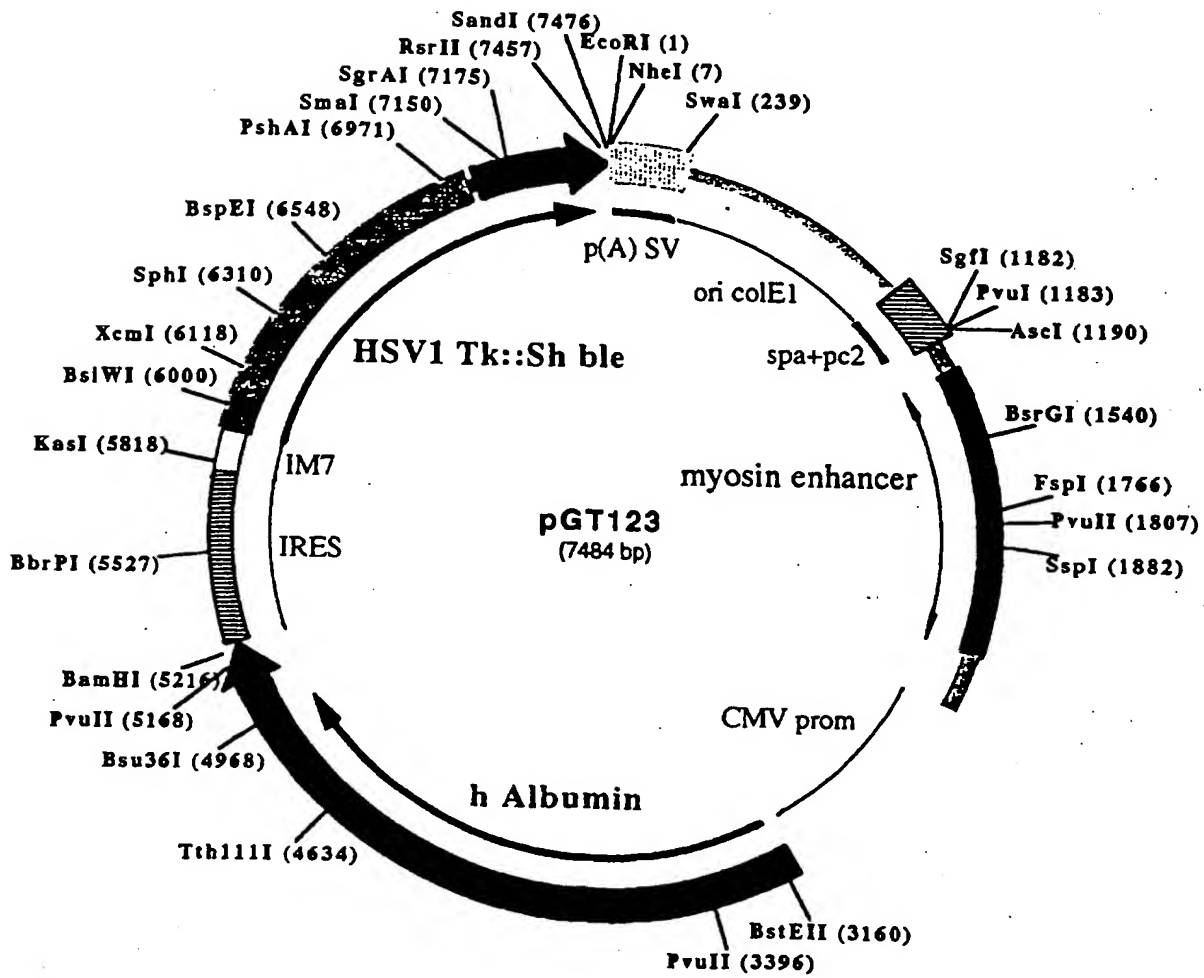 SandI (7476)
EcoRI (1)
RsrII (7457)
NheI (7)
SgrAI (7175)
SwaI (239)
SmaI (7150)
PshAI (6971)
BspEI (6548)
p(A) SV
SphI (6310)
ori colE1
SgfI (1182)
PvuI (1183)
AscI (1190)
XcmI (6118)
HSV1 Tk::Sh ble
spa+pc2
BsiWI (6000)
BsrGI (1540)
KasI (5818)
IM7
myosin enhancer
FspI (1766)
pGT123
PvuII (1807)
(7484 bp)
IRES
BbrPI (5527)
SspI (1882)
BamHI (5216)
PvuII (5168)
CMV prom
Bsu36I (4968)
h Albumin
Tth111I (4634)
BstEII (3160)
PvuII (3396)